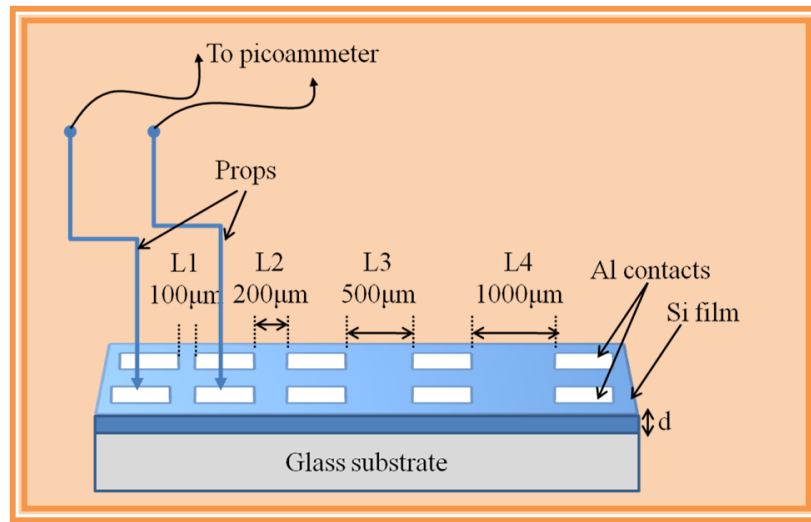 To picoammeter
Props
L1
100μm
L2
200μm
L3
500μm
L4
1000μm
Al contacts
Si film
d
Glass substrate